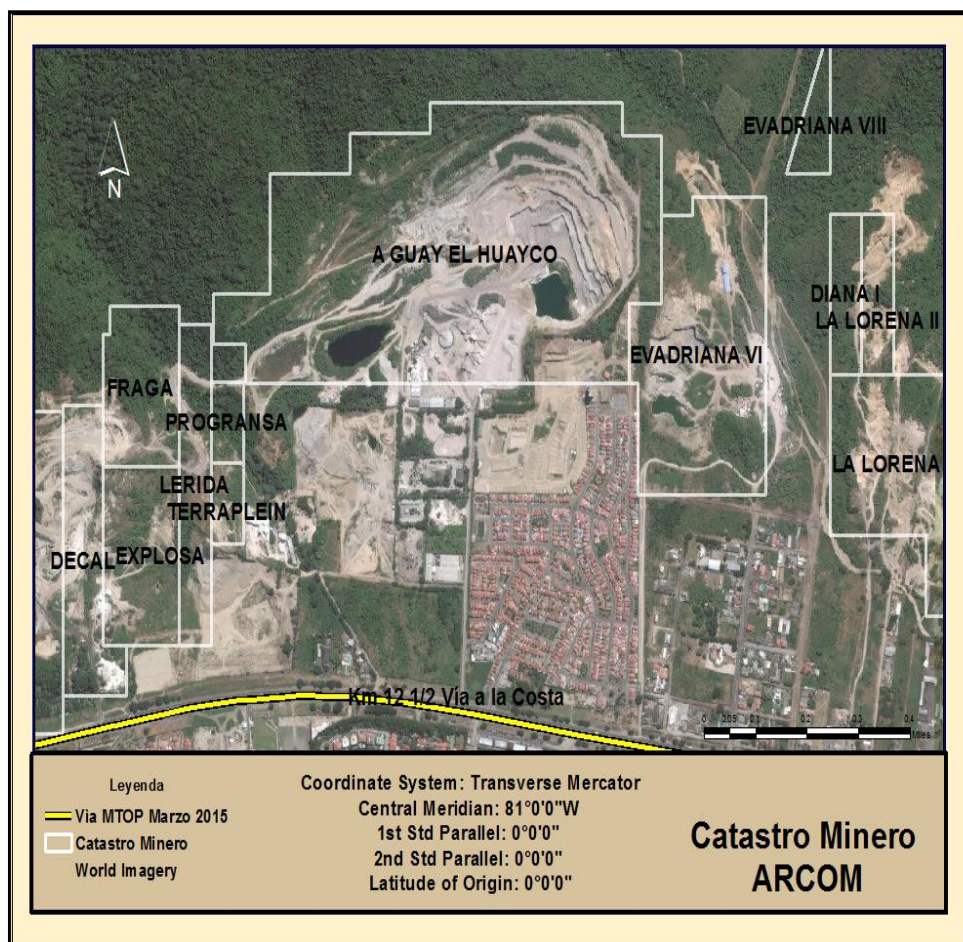 EVADRIANA VIII
N
A GUAY EL HUAYCO
DIANA I
LA LORENA II
EVADRIANA VI
FRAGA
PROGRANSA
LA LORENA
LERIDA
TERRAPLEIN
DECAL
EXPLOSA
Km 12 1/2 Vía a la Costa
0 0.05 0.1 0.2 0.3 0.4
Miles
Leyenda
Vìa MTOP Marzo 2015
Catastro Minero
World Imagery
Coordinate System: Transverse Mercator
Central Meridian: 81°0'0"W
1st Std Parallel: 0°0'0"
2nd Std Parallel: 0°0'0"
Latitude of Origin: 0°0'0"
Catastro Minero
ARCOM